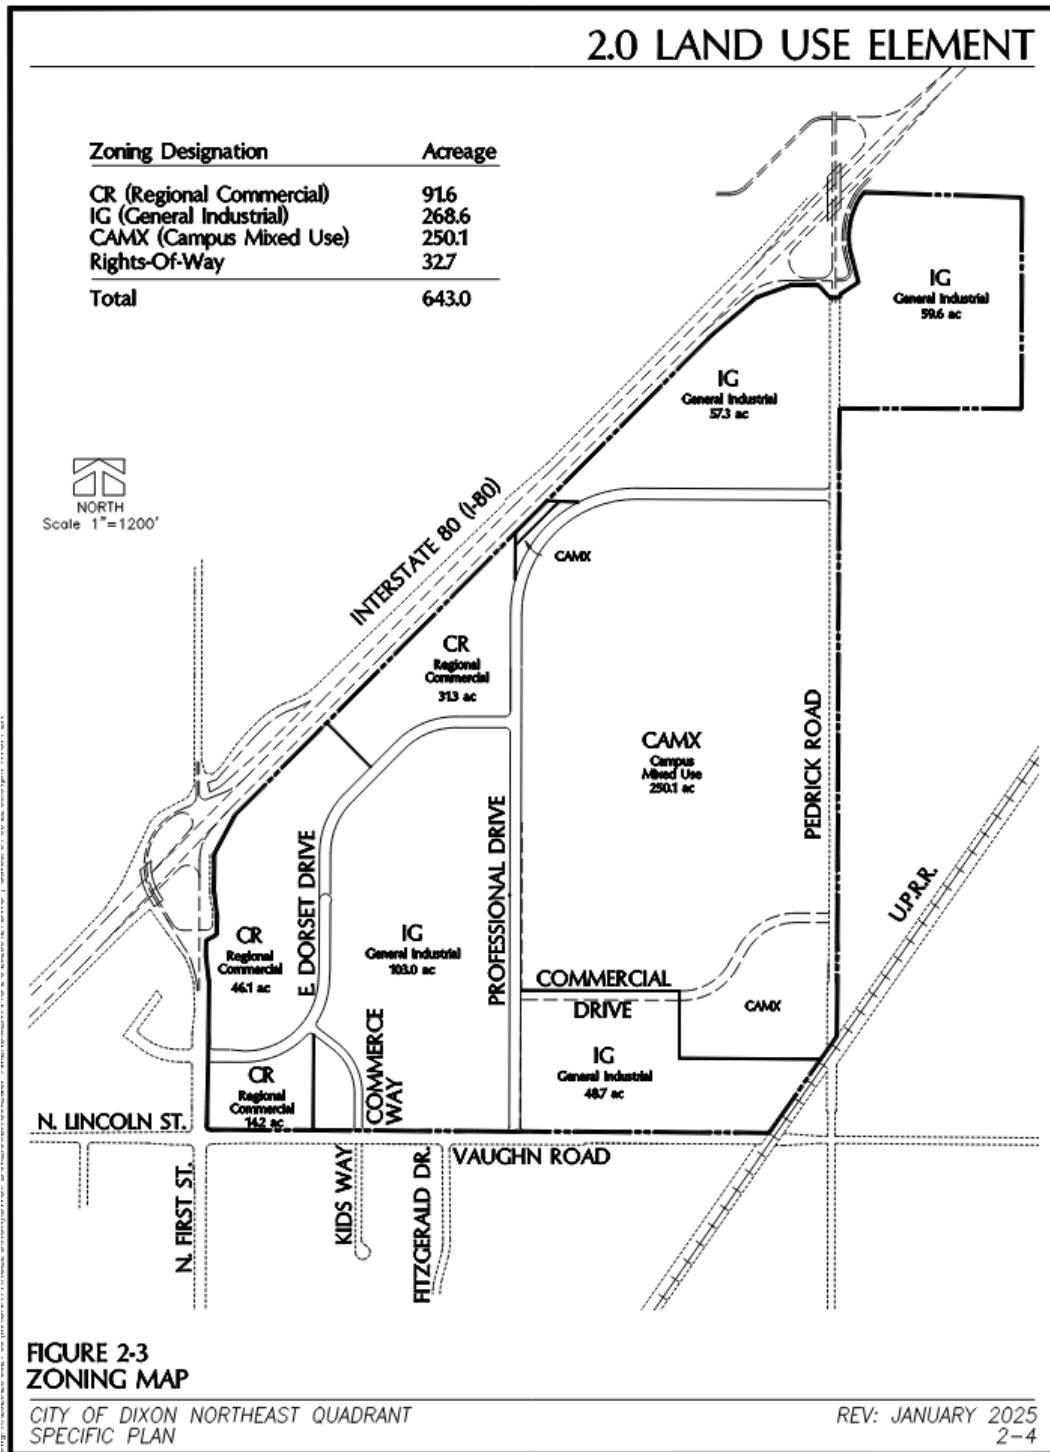 2.0 LAND USE ELEMENT
Zoning Designation Acreage
CR (Regional Commercial) 91.6
IG (General Industrial) 268.6
CAMX (Campus Mixed Use) 250.1
Rights-Of-Way 32.7
Total 643.0
IG
General Industrial
59.6 ac
IG
General Industrial
57.3 ac
NORTH
Scale 1"=1200'
INTERSTATE 80 (I-80)
CAMX
CR
Regional
Commercial
31.3 ac
CAMX
Campus
Mixed Use
250.1 ac
PEDRICK ROAD
PROFESSIONAL DRIVE
E. DORSET DRIVE
U.P.R.R.
CR
Regional
Commercial
46.1 ac
IG
General Industrial
103.0 ac
COMMERCIAL
DRIVE
CAMX
IG
General Industrial
48.7 ac
COMMERCE
WAY
CR
Regional
Commercial
14.2 ac
N. LINCOLN ST.
VAUGHN ROAD
N. FIRST ST.
KIDS WAY
FITZGERALD DR.
FIGURE 2-3
ZONING MAP
CITY OF DIXON NORTHEAST QUADRANT
SPECIFIC PLAN
REV: JANUARY 2025
2-4